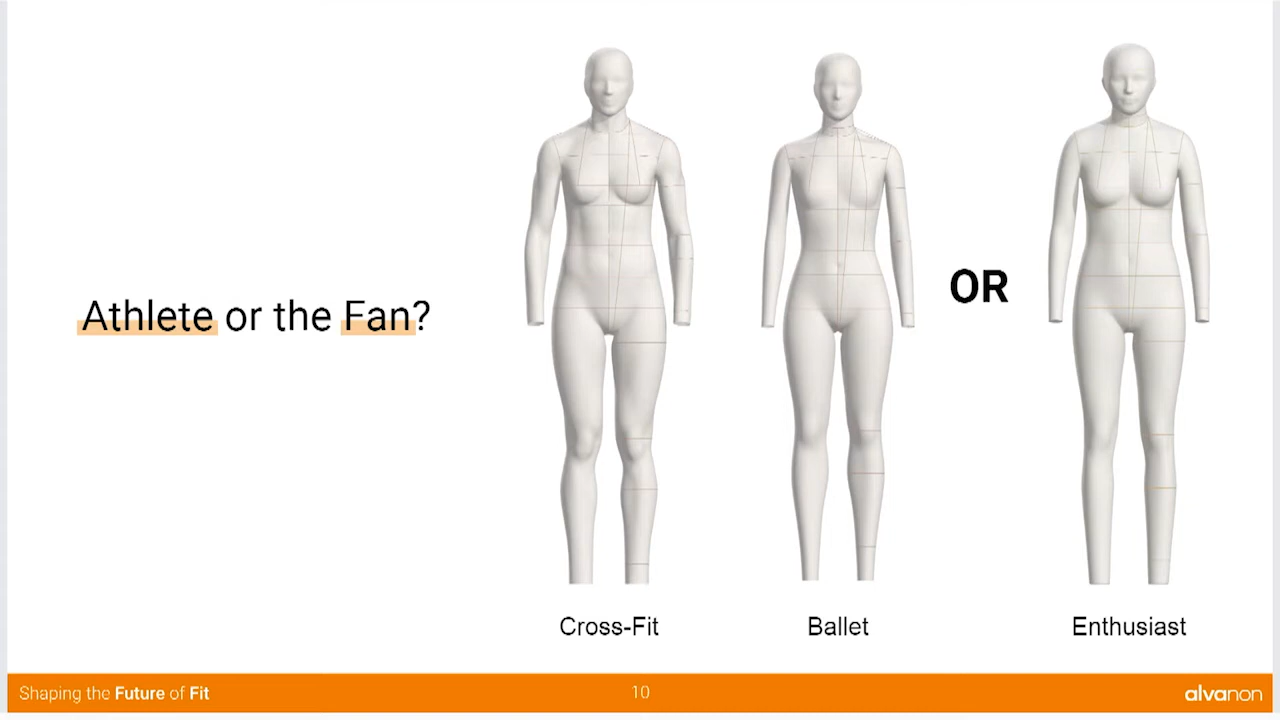 Athlete or the Fan?
OR
Cross-Fit
Ballet
Enthusiast
Shaping the Future of Fit
10
alvanon